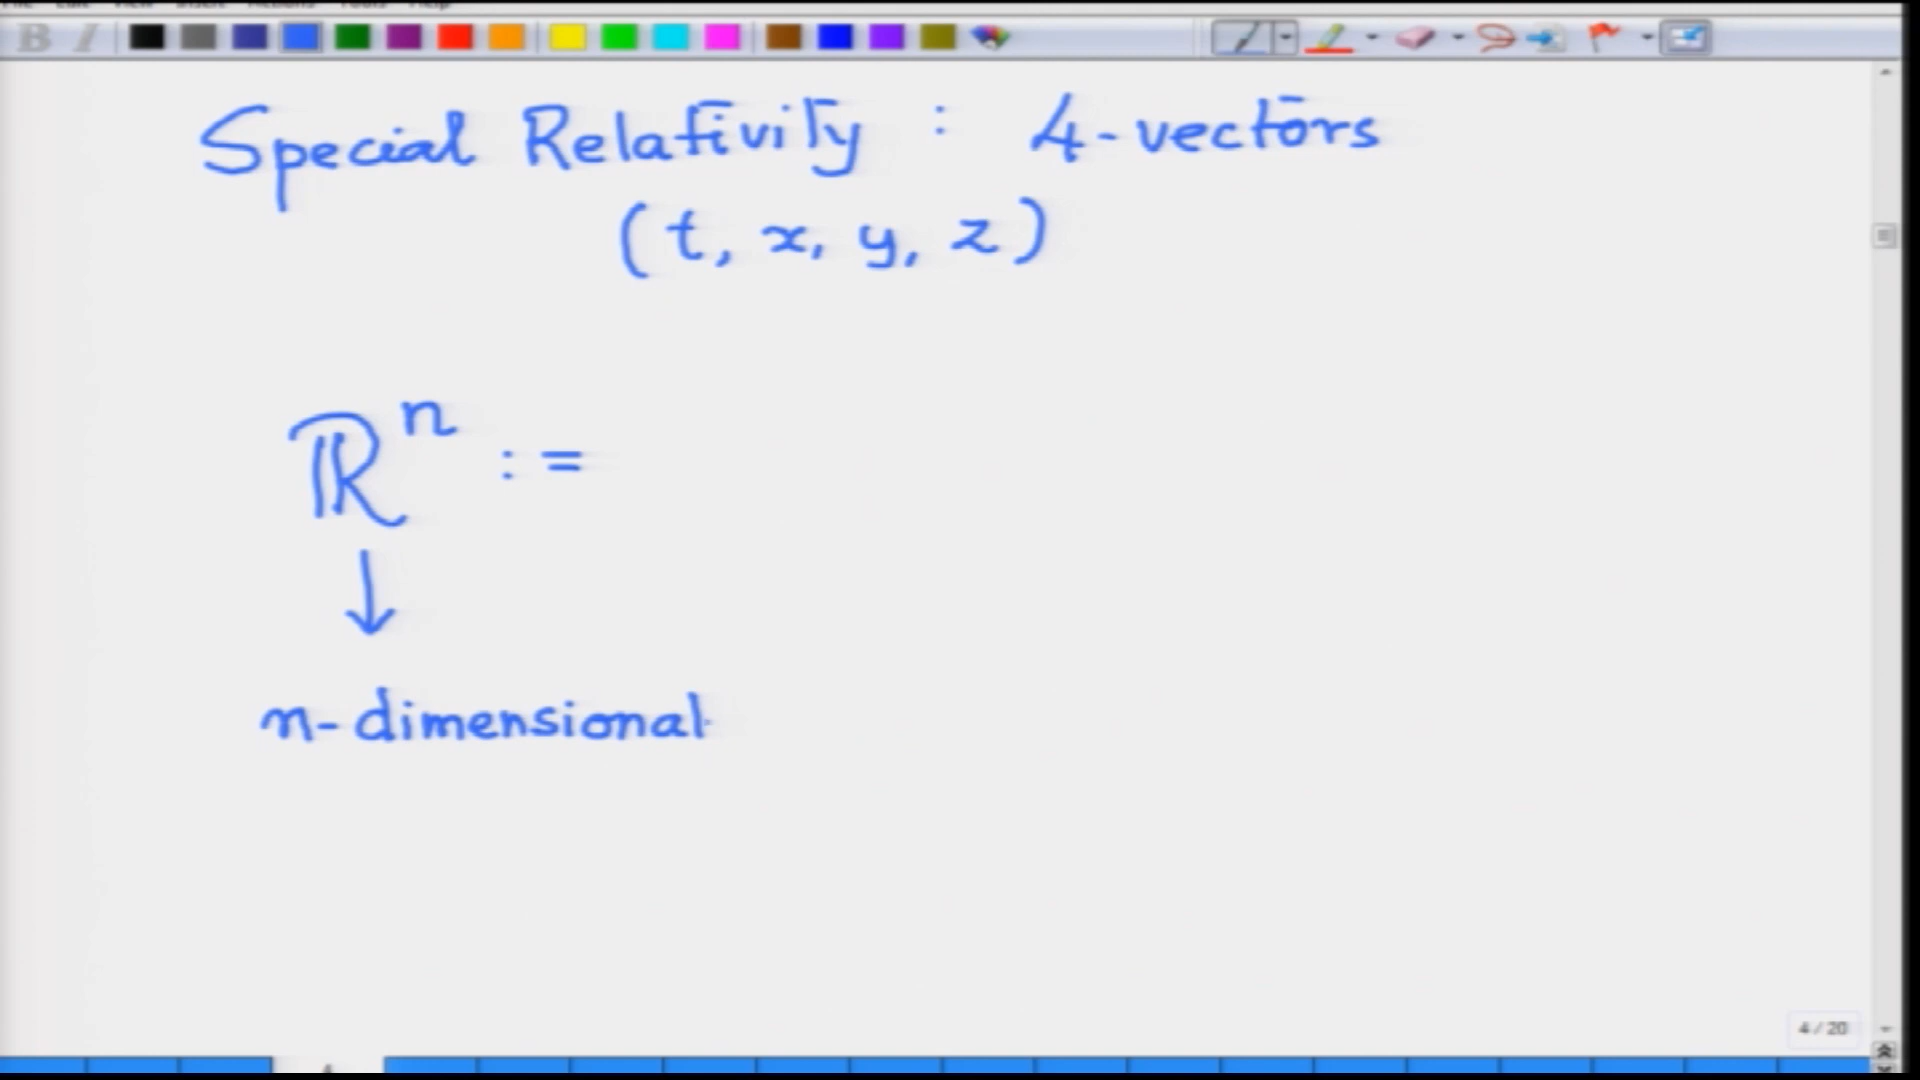 B I
Special Relativity : 4-vectors
(t, x, y, z)
ℝⁿ :=
↓
n-dimensional
4 / 20